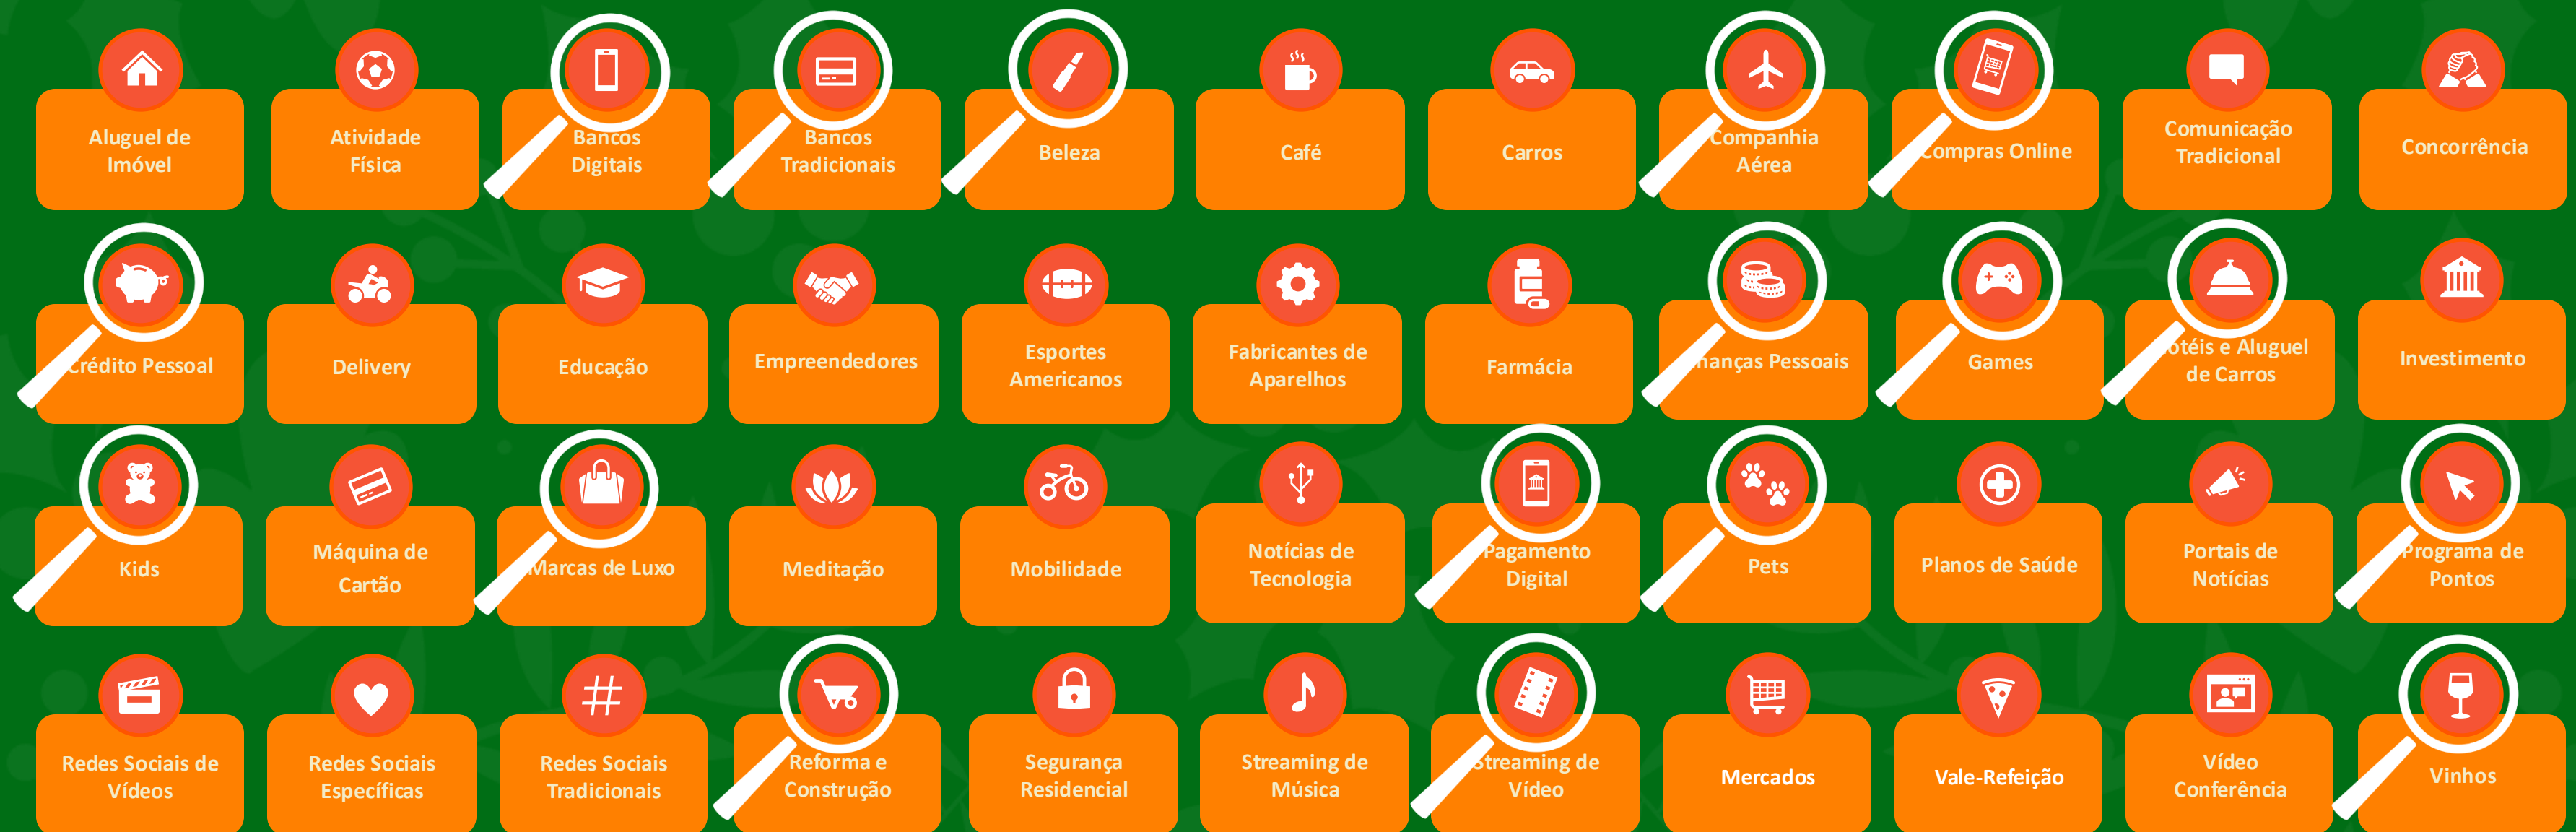 Aluguel de
Imóvel
Atividade
Física
Bancos
Digitais
Bancos
Tradicionais
Beleza
Café
Carros
Companhia
Aérea
Compras Online
Comunicação
Tradicional
Concorrência
Crédito Pessoal
Delivery
Educação
Empreendedores
Esportes
Americanos
Fabricantes de
Aparelhos
Farmácia
Finanças Pessoais
Games
Hotéis e Aluguel
de Carros
Investimento
Kids
Máquina de
Cartão
Marcas de Luxo
Meditação
Mobilidade
Notícias de
Tecnologia
Pagamento
Digital
Pets
Planos de Saúde
Portais de
Notícias
Programa de
Pontos
Redes Sociais de
Vídeos
Redes Sociais
Específicas
Redes Sociais
Tradicionais
Reforma e
Construção
Segurança
Residencial
Streaming de
Música
Streaming de
Vídeo
Mercados
Vale-Refeição
Vídeo
Conferência
Vinhos